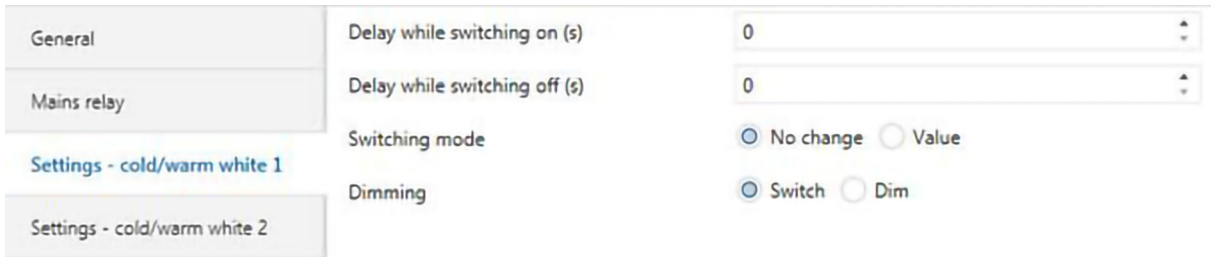 General
Mains relay
Settings - cold/warm white 1
Settings - cold/warm white 2
Delay while switching on (s) 0
Delay while switching off (s) 0
Switching mode No change Value
Dimming Switch Dim